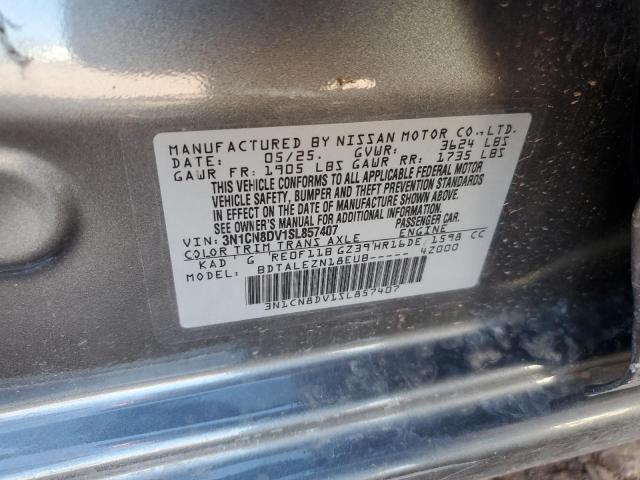 MANUFACTURED BY NISSAN MOTOR CO., LTD.
DATE: 05/25. GVWR: 3624 LBS
GAWR FR: 1905 LBS GAWR RR: 1735 LBS
THIS VEHICLE CONFORMS TO ALL APPLICABLE FEDERAL MOTOR
VEHICLE SAFETY, BUMPER AND THEFT PREVENTION STANDARDS
IN EFFECT ON THE DATE OF MANUFACTURE SHOWN ABOVE.
SEE OWNER'S MANUAL FOR ADDITIONAL INFORMATION.
VIN: 3N1CN8DV1SL857407 PASSENGER CAR.
COLOR TRIM TRANS AXLE ENGINE
KAD G RE0F11B GZ39 HR16DE / 1598 CC
BDTALEZN18EUB----- 4Z000
3N1CN8DV1SL857407